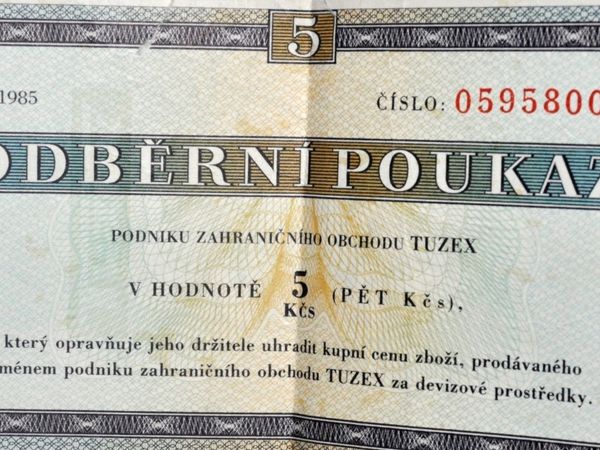 5
1985
ČÍSLO: 0595800
ODBĚRNÍ POUKAZ
PODNIKU ZAHRANIČNÍHO OBCHODU TUZEX
V HODNOTĚ 5 Kčs (PĚT Kčs),
který opravňuje jeho držitele uhradit kupní cenu zboží, prodávaného
jménem podniku zahraničního obchodu TUZEX za devizové prostředky.